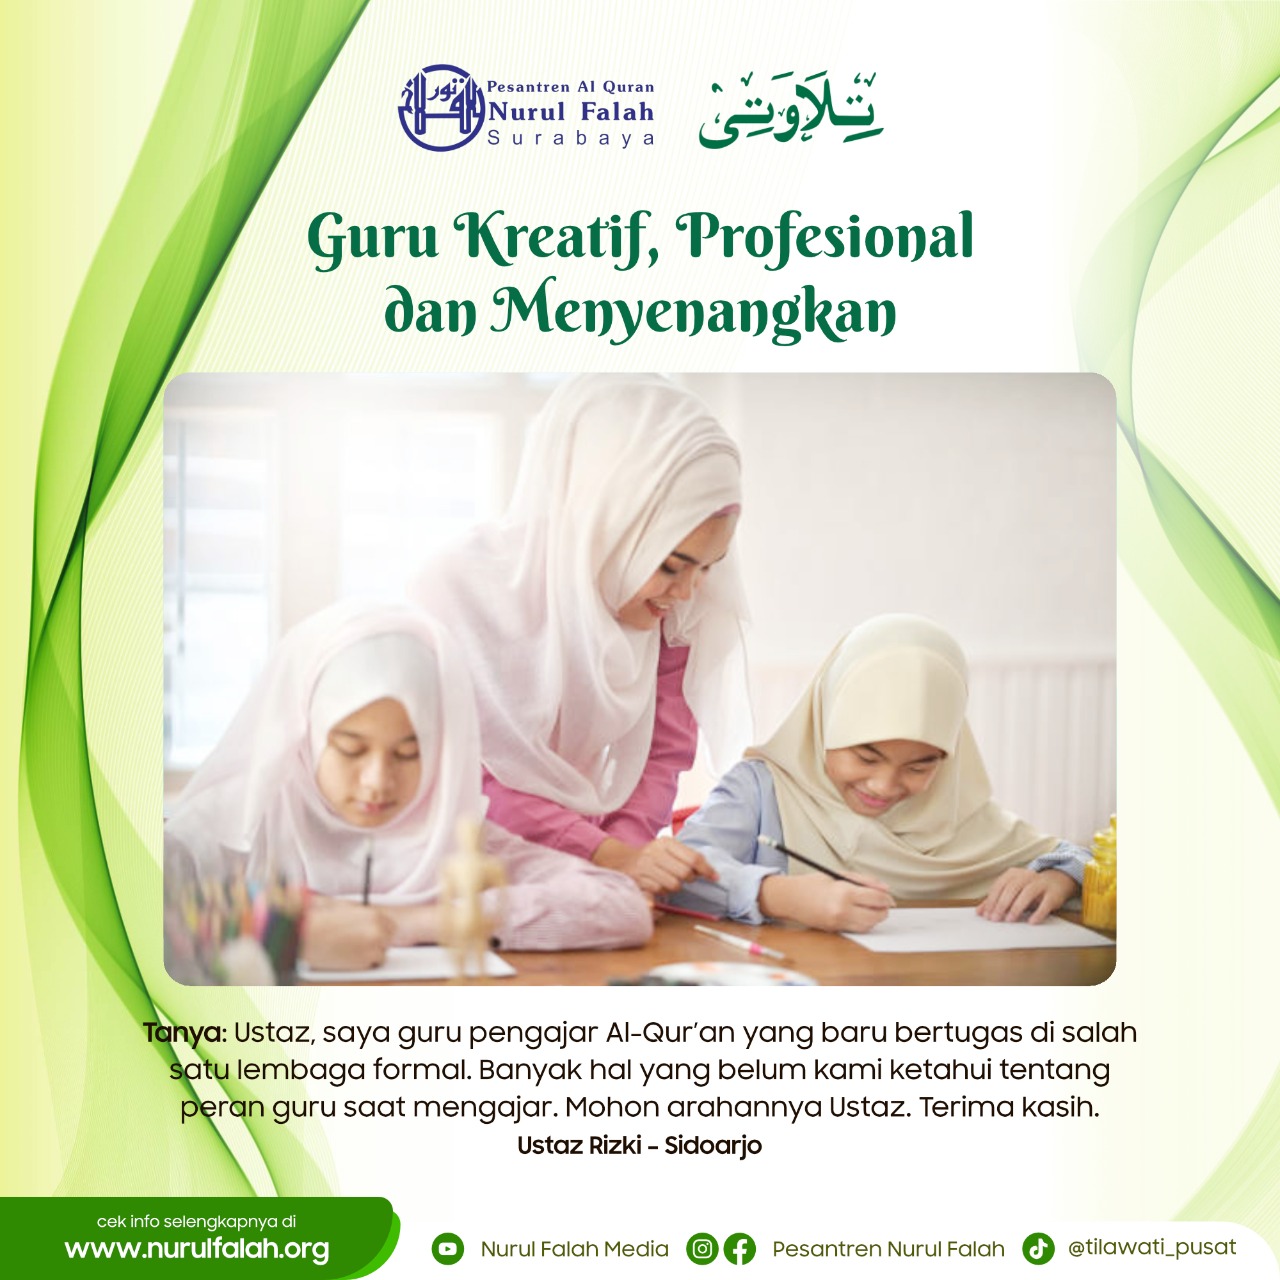 Pesantren Al Quran
Nurul Falah
Surabaya
تِلَاوَتِىْ
Guru Kreatif, Profesional
dan Menyenangkan
Tanya: Ustaz, saya guru pengajar Al-Qur’an yang baru bertugas di salah
satu lembaga formal. Banyak hal yang belum kami ketahui tentang
peran guru saat mengajar. Mohon arahannya Ustaz. Terima kasih.
Ustaz Rizki – Sidoarjo
cek info selengkapnya di
www.nurulfalah.org
Nurul Falah Media
Pesantren Nurul Falah
@tilawati_pusat